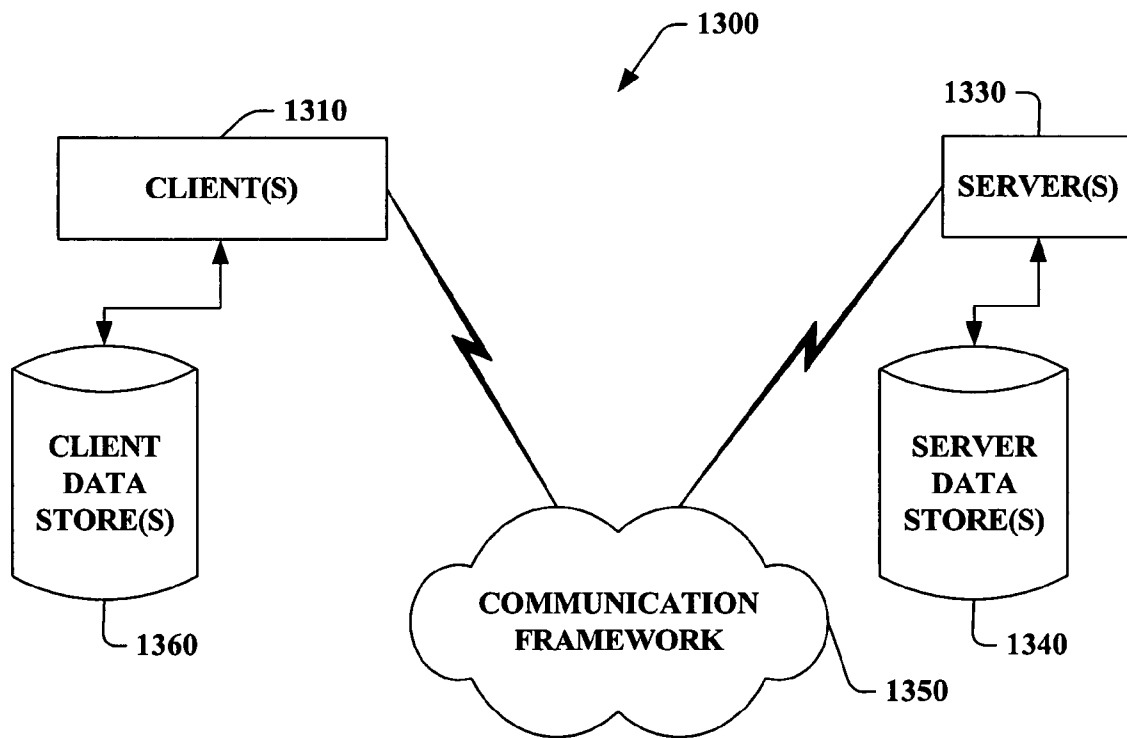 1300
1310
1330
CLIENT(S)
SERVER(S)
CLIENT
DATA
STORE(S)
SERVER
DATA
STORE(S)
COMMUNICATION
FRAMEWORK
1360
1340
1350